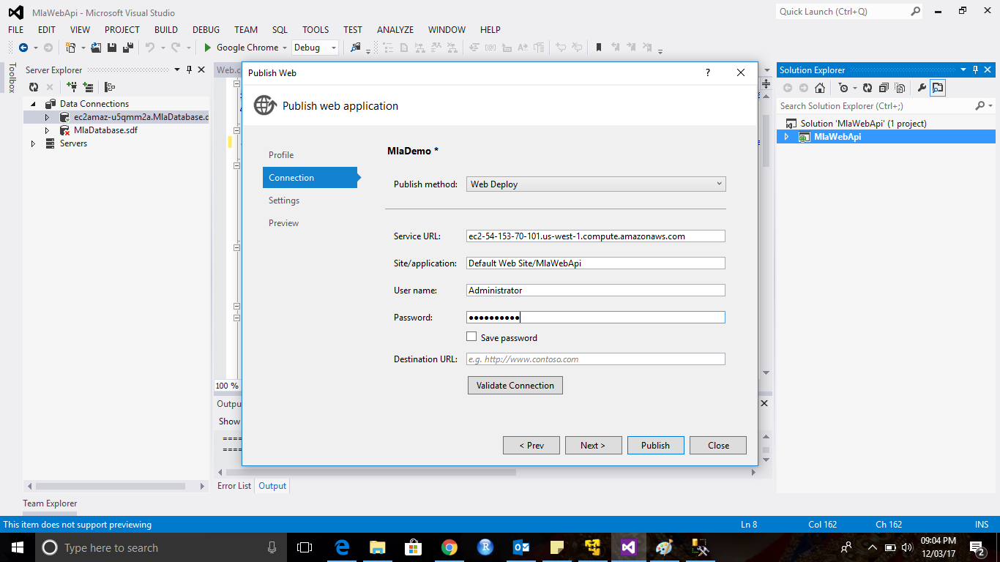 MlaWebApi - Microsoft Visual Studio
Quick Launch (Ctrl+Q)
FILE EDIT VIEW PROJECT BUILD DEBUG TEAM SQL TOOLS TEST ANALYZE WINDOW HELP
Google Chrome Debug
Toolbox
Server Explorer
Data Connections
ec2amaz-u5qmm2a.MlaDatabase.d
MlaDatabase.sdf
Servers
Web.c
Publish Web
?
Publish web application
Profile
Connection
Settings
Preview
MlaDemo *
Publish method: Web Deploy
Service URL: ec2-54-153-70-101.us-west-1.compute.amazonaws.com
Site/application: Default Web Site/MlaWebApi
User name: Administrator
Password: ●●●●●●●●●●
Save password
Destination URL: e.g. http://www.contoso.com
Validate Connection
< Prev Next > Publish Close
Solution Explorer
Search Solution Explorer (Ctrl+;)
Solution 'MlaWebApi' (1 project)
MlaWebApi
100 %
Outpu
Show
====
====
Error List Output
Team Explorer
This item does not support previewing Ln 8 Col 162 Ch 162 INS
Type here to search
09:04 PM
12/03/17
2